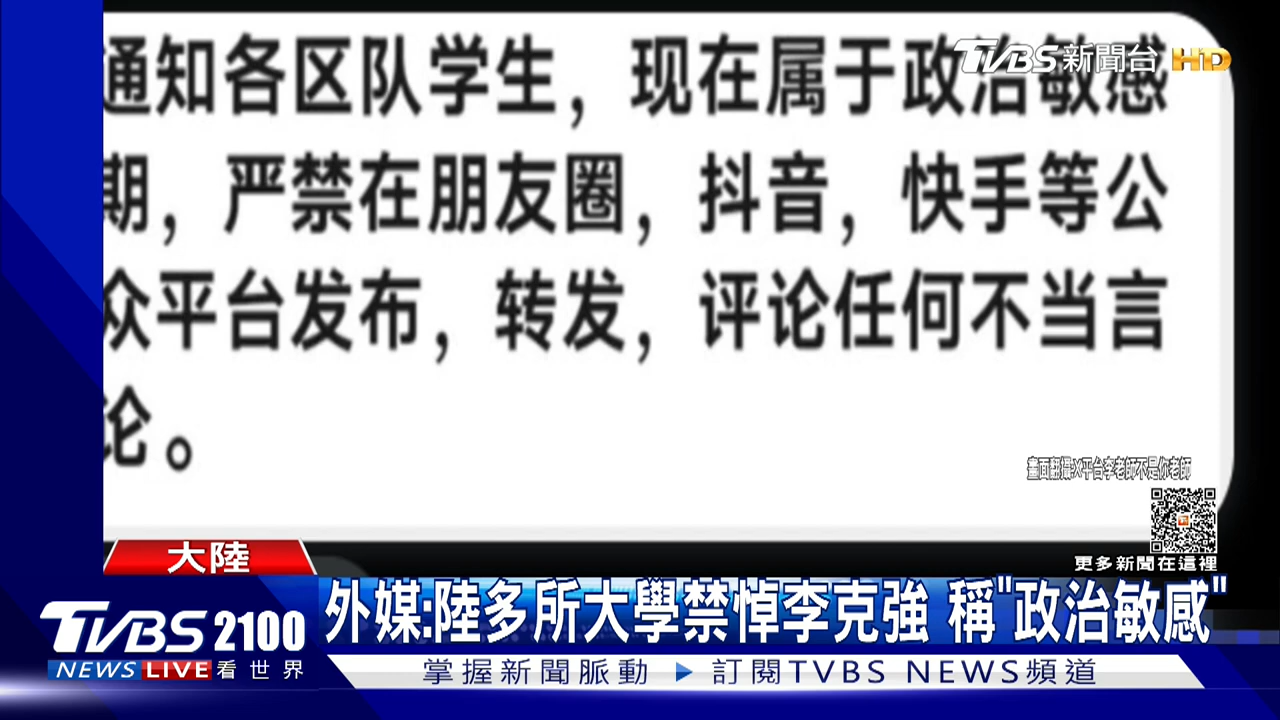 通知各区队学生，现在属于政治敏感
TVBS新聞台 HD
期，严禁在朋友圈，抖音，快手等公
众平台发布，转发，评论任何不当言
论。
畫面翻攝:X平台李老師不是你老師
更多新聞在這裡
大陸
外媒:陸多所大學禁悼李克強 稱"政治敏感"
TVBS 2100
NEWS LIVE 看世界
掌握新聞脈動 ▶ 訂閱TVBS NEWS頻道